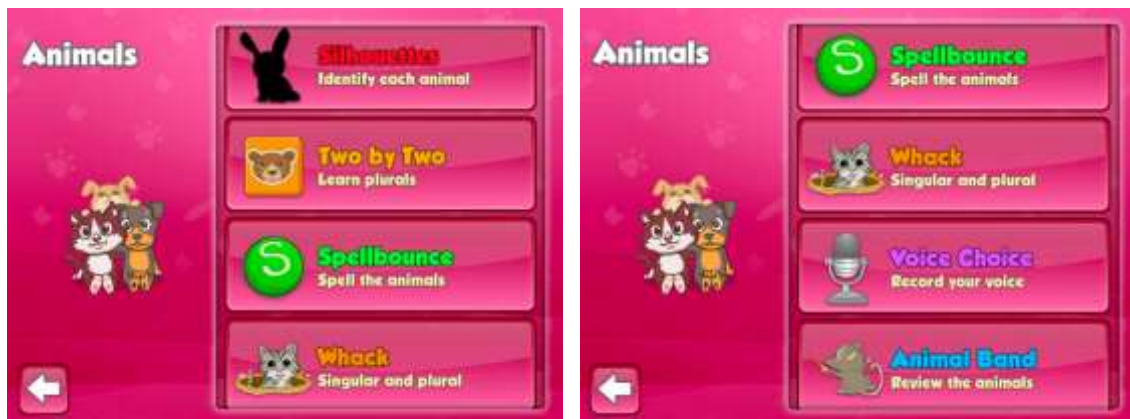 Animals
Silhouettes
Identify each animal
Two by Two
Learn plurals
S
Spellbounce
Spell the animals
Whack
Singular and plural
Animals
S
Spellbounce
Spell the animals
Whack
Singular and plural
Voice Choice
Record your voice
Animal Band
Review the animals